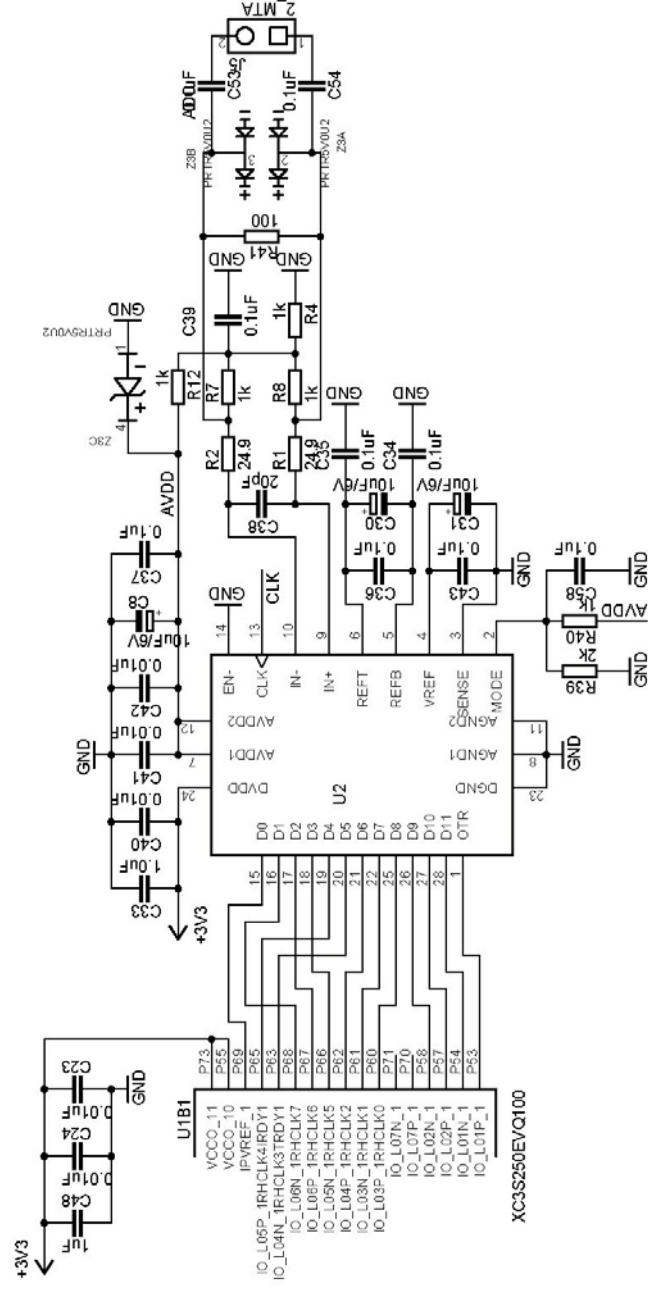 2_MTA
2
1
J5
C53
C54
0.1uF
Z3B
PRTR5V0U2
PRTR5V0U2
Z3A
3
2
100
R41
GND
GND
C39
0.1uF
1k
R4
GND
PRTR5V0U2
1
4
Z3C
1k
R12
R7
1k
R8
1k
AVDD
R2
24.9
R1
24.9
20pF
C38
GND
GND
C35
0.1uF
C34
0.1uF
10uF/6V
C30
10uF/6V
C31
C36
0.1uF
C43
0.1uF
GND
0.1uF
C37
C8
10uF/6V
0.01uF
C42
0.01uF
C41
0.01uF
C40
1.0uF
C33
GND
+3V3
GND
CLK
14
13
10
9
6
5
4
3
2
EN-
CLK
IN-
IN+
REFT
REFB
VREF
SENSE
MODE
12
7
24
AVDD2
AVDD1
DVDD
U2
AGND2
AGND1
DGND
11
8
23
GND
0.1uF
C58
GND
1k
R40
AVDD
2k
R39
GND
D0
D1
D2
D3
D4
D5
D6
D7
D8
D9
D10
D11
OTR
15
16
17
18
19
20
21
22
25
26
27
28
1
P73
P55
P69
P65
P63
P68
P67
P66
P62
P61
P60
P71
P70
P58
P57
P54
P53
U1B1
VCCO_11
VCCO_10
IPVREF_1
IO_L05P_1RHCLK4IRDY1
IO_L04N_1RHCLK3TRDY1
IO_L06N_1RHCLK7
IO_L06P_1RHCLK6
IO_L05N_1RHCLK5
IO_L04P_1RHCLK2
IO_L03N_1RHCLK1
IO_L03P_1RHCLK0
IO_L07N_1
IO_L07P_1
IO_L02N_1
IO_L02P_1
IO_L01N_1
IO_L01P_1
XC3S250EVQ100
C23
0.01uF
C24
0.01uF
C48
1uF
GND
+3V3